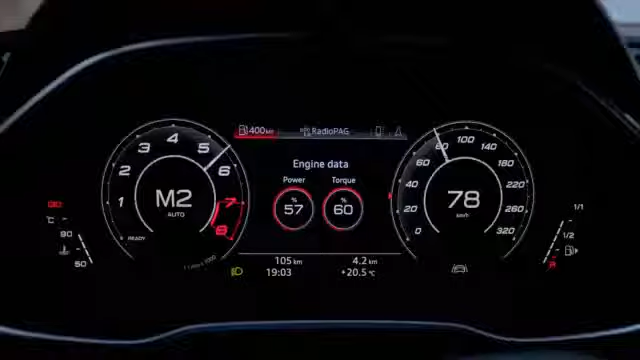 400km RadioPAG
Engine data
Power Torque
%
57
%
60
105 km 4.2 km
19:03 +20.5 °C
1
2
3
4
5
6
7
8
M2
AUTO
READY
0
20
40
60
80
100
140
180
220
260
320
78
km/h
°C
90
50
1/1
1/2
R